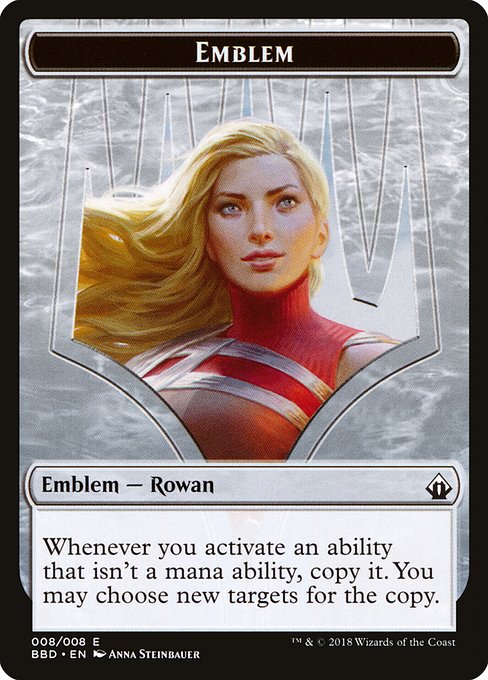 Emblem
Emblem — Rowan
Whenever you activate an ability
that isn't a mana ability, copy it. You
may choose new targets for the copy.
008/008 E
BBD • EN Anna Steinbauer
™ & © 2018 Wizards of the Coast